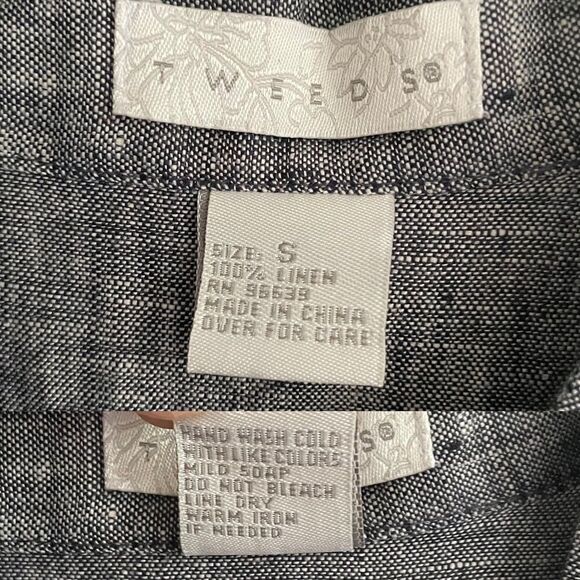 TWEEDS®
SIZE: S
100% LINEN
RN 96639
MADE IN CHINA
OVER FOR CARE
T S®
HAND WASH COLD
WITH LIKE COLORS
MILD SOAP
DO NOT BLEACH
LINE DRY
WARM IRON
IF NEEDED